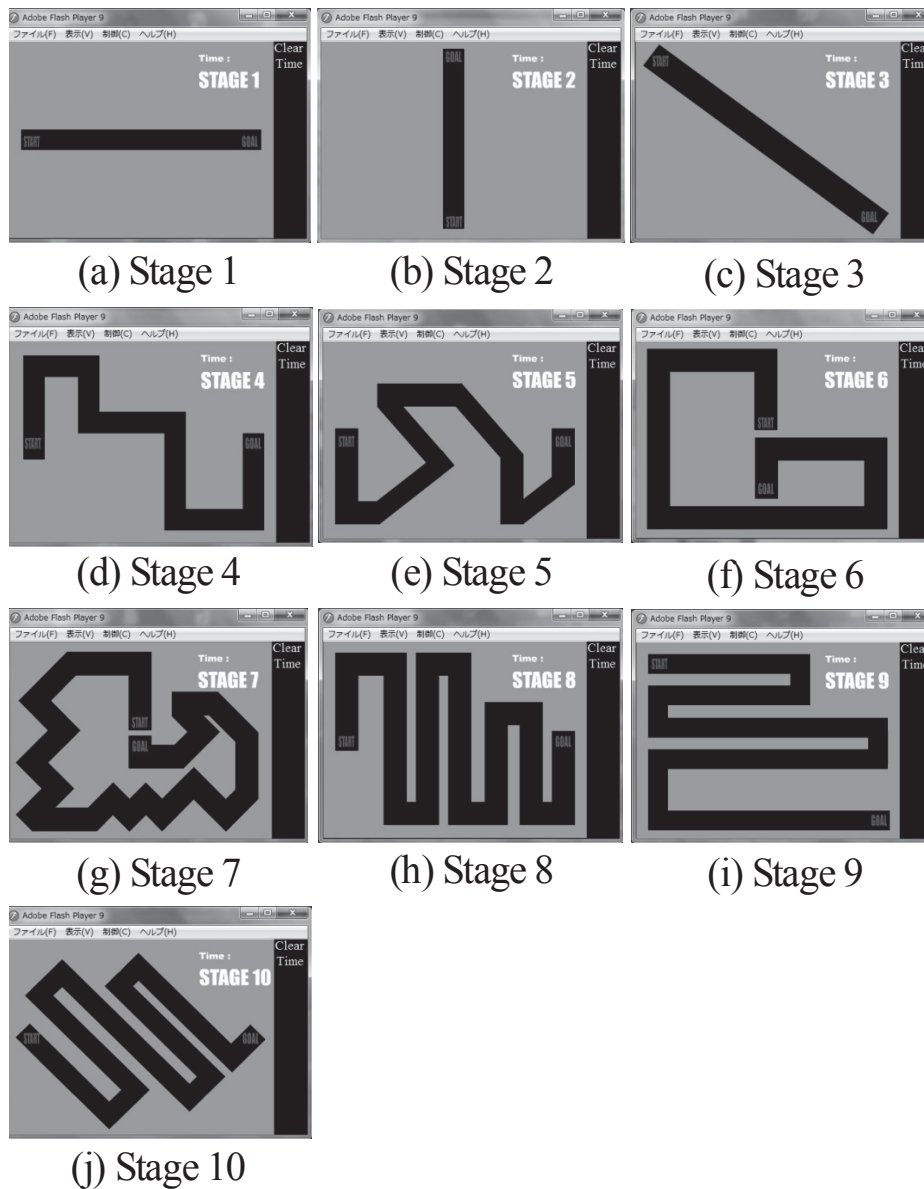 Adobe Flash Player 9
ファイル(F) 表示(V) 制御(C) ヘルプ(H)
Time :
STAGE 1
Clear
Time
START
GOAL
(a) Stage 1
Adobe Flash Player 9
ファイル(F) 表示(V) 制御(C) ヘルプ(H)
GOAL
Time :
STAGE 2
Clear
Time
START
(b) Stage 2
Adobe Flash Player 9
ファイル(F) 表示(V) 制御(C) ヘルプ(H)
START
Time :
STAGE 3
Clea
Time
GOAL
(c) Stage 3
Adobe Flash Player 9
ファイル(F) 表示(V) 制御(C) ヘルプ(H)
Time :
STAGE 4
Clear
Time
START
GOAL
(d) Stage 4
Adobe Flash Player 9
ファイル(F) 表示(V) 制御(C) ヘルプ(H)
Time :
STAGE 5
Clear
Time
START
GOAL
(e) Stage 5
Adobe Flash Player 9
ファイル(F) 表示(V) 制御(C) ヘルプ(H)
Time :
STAGE 6
Clear
Time
START
GOAL
(f) Stage 6
Adobe Flash Player 9
ファイル(F) 表示(V) 制御(C) ヘルプ(H)
Time :
STAGE 7
Clear
Time
START
GOAL
(g) Stage 7
Adobe Flash Player 9
ファイル(F) 表示(V) 制御(C) ヘルプ(H)
Time :
STAGE 8
Clear
Time
START
GOAL
(h) Stage 8
Adobe Flash Player 9
ファイル(F) 表示(V) 制御(C) ヘルプ(H)
START
Time :
STAGE 9
Clear
Time
GOAL
(i) Stage 9
Adobe Flash Player 9
ファイル(F) 表示(V) 制御(C) ヘルプ(H)
Time :
STAGE 10
Clear
Time
START
GOAL
(j) Stage 10